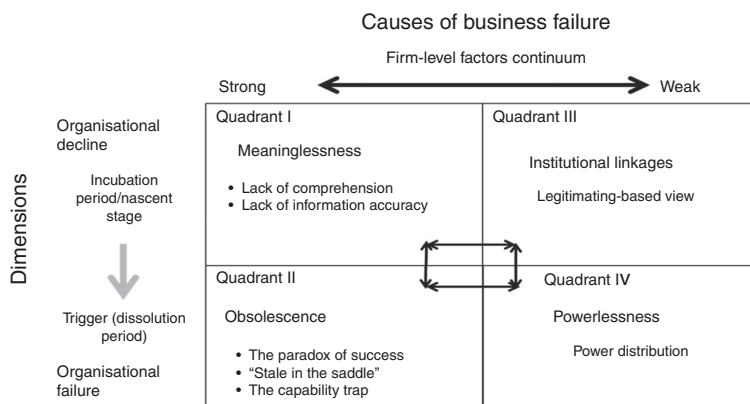 Causes of business failure
Firm-level factors continuum
Strong
Weak
Dimensions
Organisational
decline
Incubation
period/nascent
stage
Trigger (dissolution
period)
Organisational
failure
Quadrant I
Meaninglessness
• Lack of comprehension
• Lack of information accuracy
Quadrant III
Institutional linkages
Legitimating-based view
Quadrant II
Obsolescence
• The paradox of success
• “Stale in the saddle”
• The capability trap
Quadrant IV
Powerlessness
Power distribution